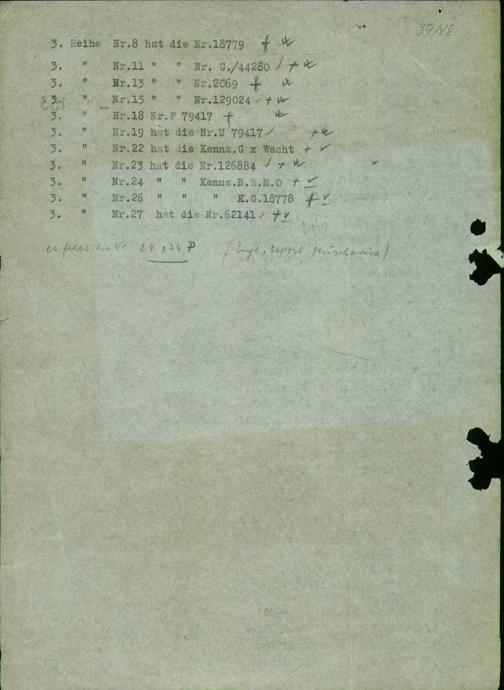 3. Reihe Nr.8 hat die Nr.18779 + w
3. " Nr.11 " " Nr. G./44280 ✓ + w
3. " Nr.13 " " Nr.2069 + w
3. " Nr.15 " " Nr.129024 ✓ + w
3. " Nr.18 Nr.F 79417 + w
3. " Nr.19 hat die Nr.U 79417 ✓ + w
3. " Nr.22 hat die Kennz.G x Wacht + ✓
3. " Nr.23 hat die Nr.126884 ✓ + w
3. " Nr.24 " " Kennz.B.R.M.O + v
3. " Nr.26 " " " K.G.18778 + v
3. " Nr.27 hat die Nr.62141 ✓ + v
24 874 P